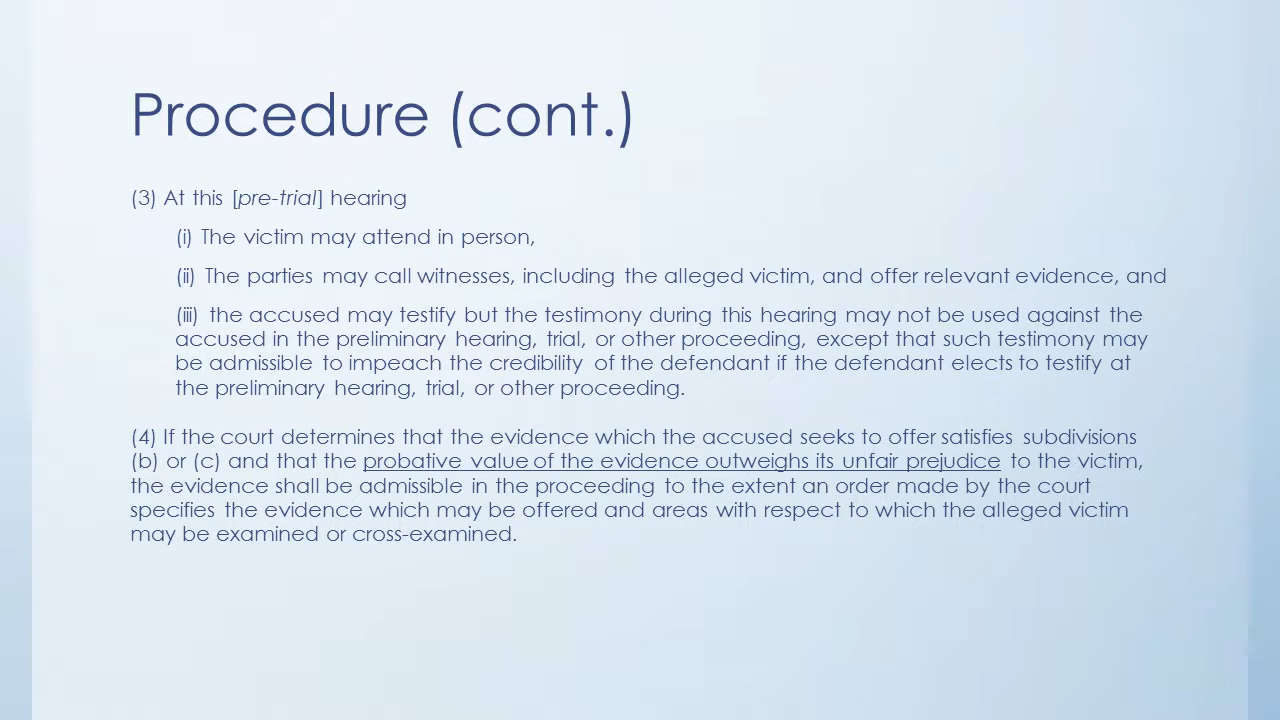 Procedure (cont.)
(3) At this [pre-trial] hearing
(i) The victim may attend in person,
(ii) The parties may call witnesses, including the alleged victim, and offer relevant evidence, and
(iii) the accused may testify but the testimony during this hearing may not be used against the
accused in the preliminary hearing, trial, or other proceeding, except that such testimony may
be admissible to impeach the credibility of the defendant if the defendant elects to testify at
the preliminary hearing, trial, or other proceeding.
(4) If the court determines that the evidence which the accused seeks to offer satisfies subdivisions
(b) or (c) and that the probative value of the evidence outweighs its unfair prejudice to the victim,
the evidence shall be admissible in the proceeding to the extent an order made by the court
specifies the evidence which may be offered and areas with respect to which the alleged victim
may be examined or cross-examined.